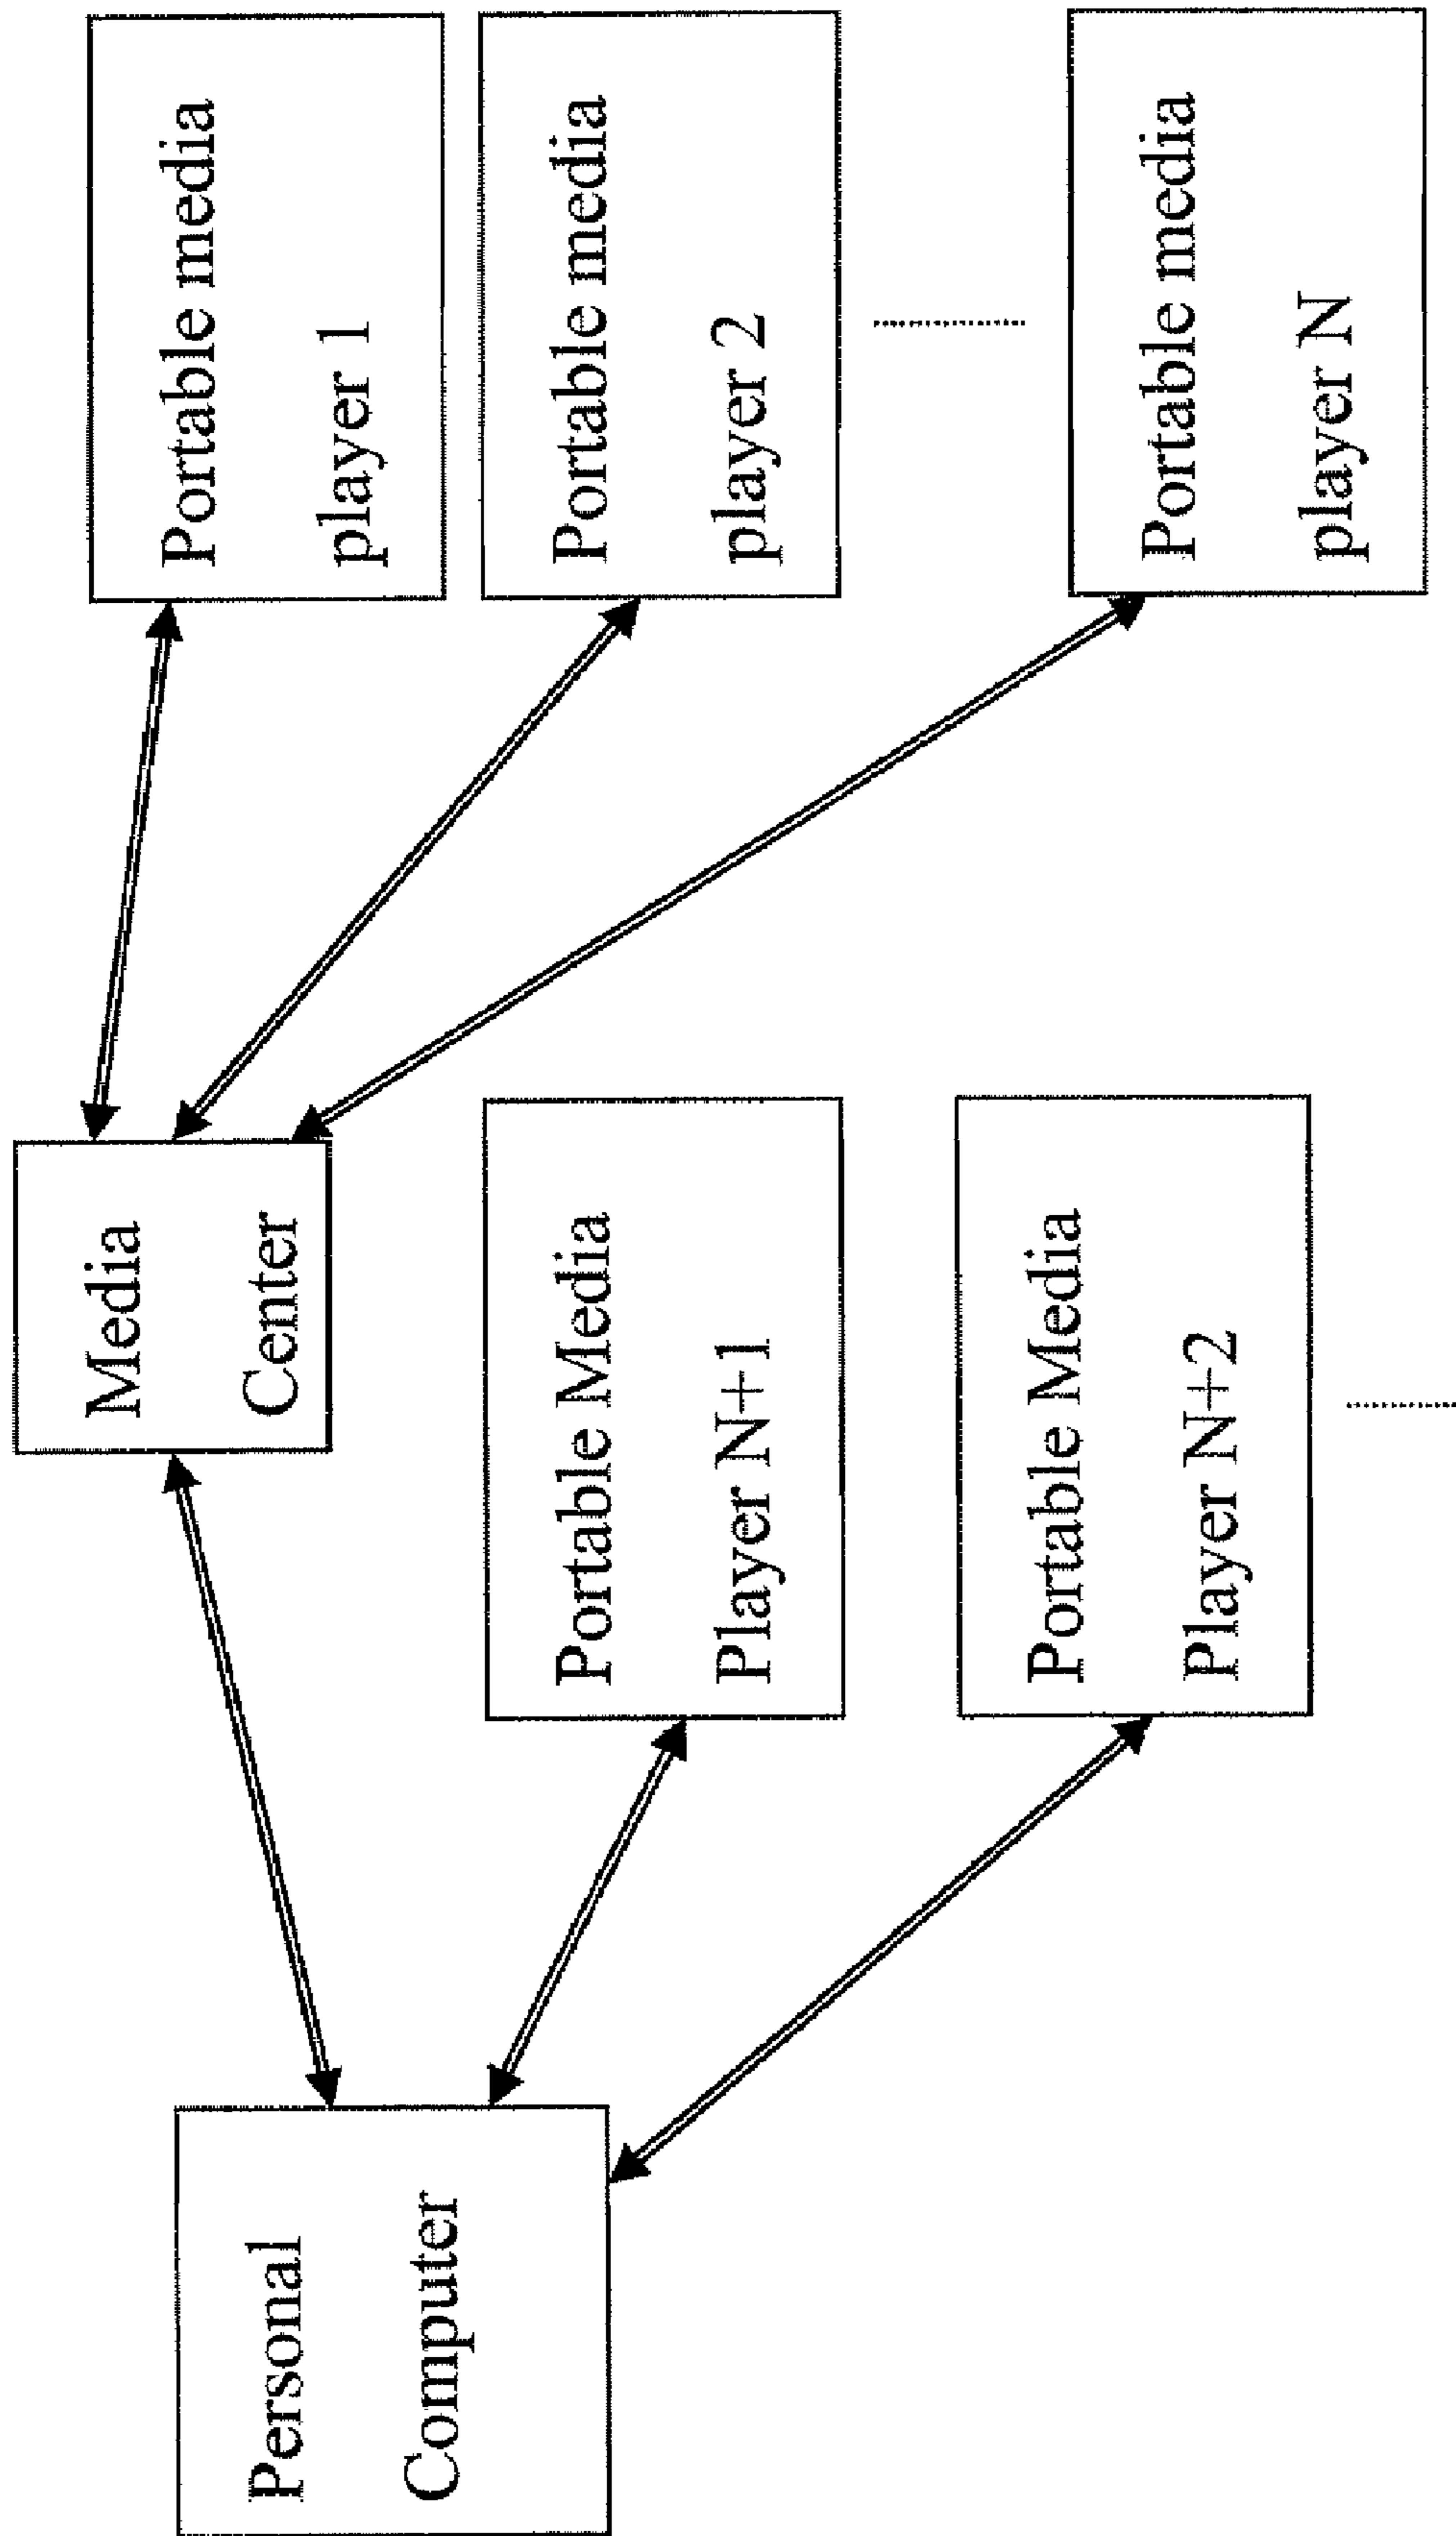 Personal
Computer
Media
Center
Portable Media
Player N+1
Portable Media
Player N+2
Portable media
player 1
Portable media
player 2
Portable media
player N